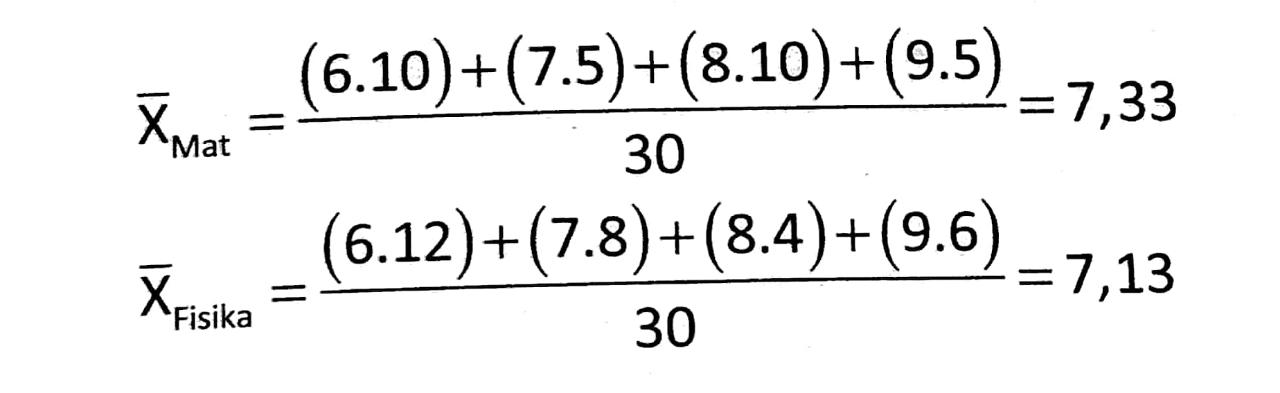 X̅ Mat = (6.10)+(7.5)+(8.10)+(9.5) / 30 = 7,33
X̅ Fisika = (6.12)+(7.8)+(8.4)+(9.6) / 30 = 7,13